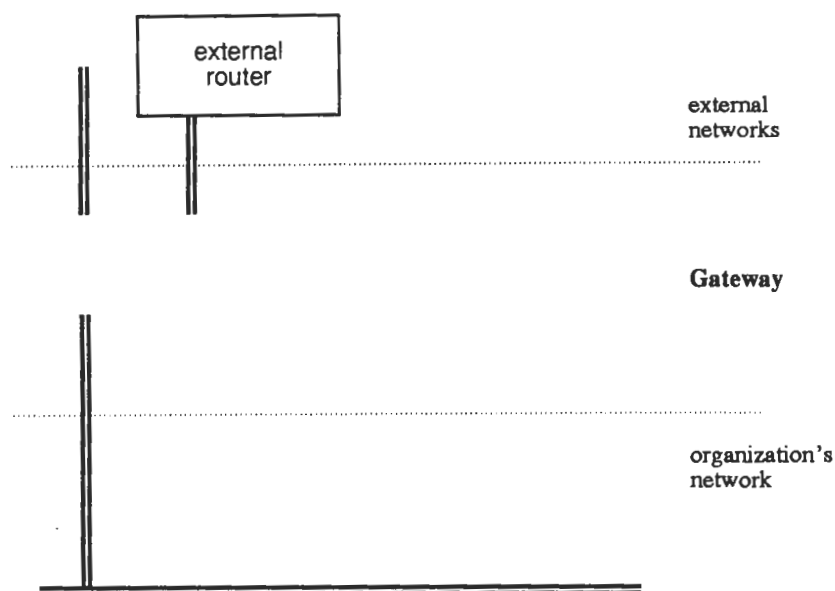 external
router
external
networks
Gateway
organization's
network